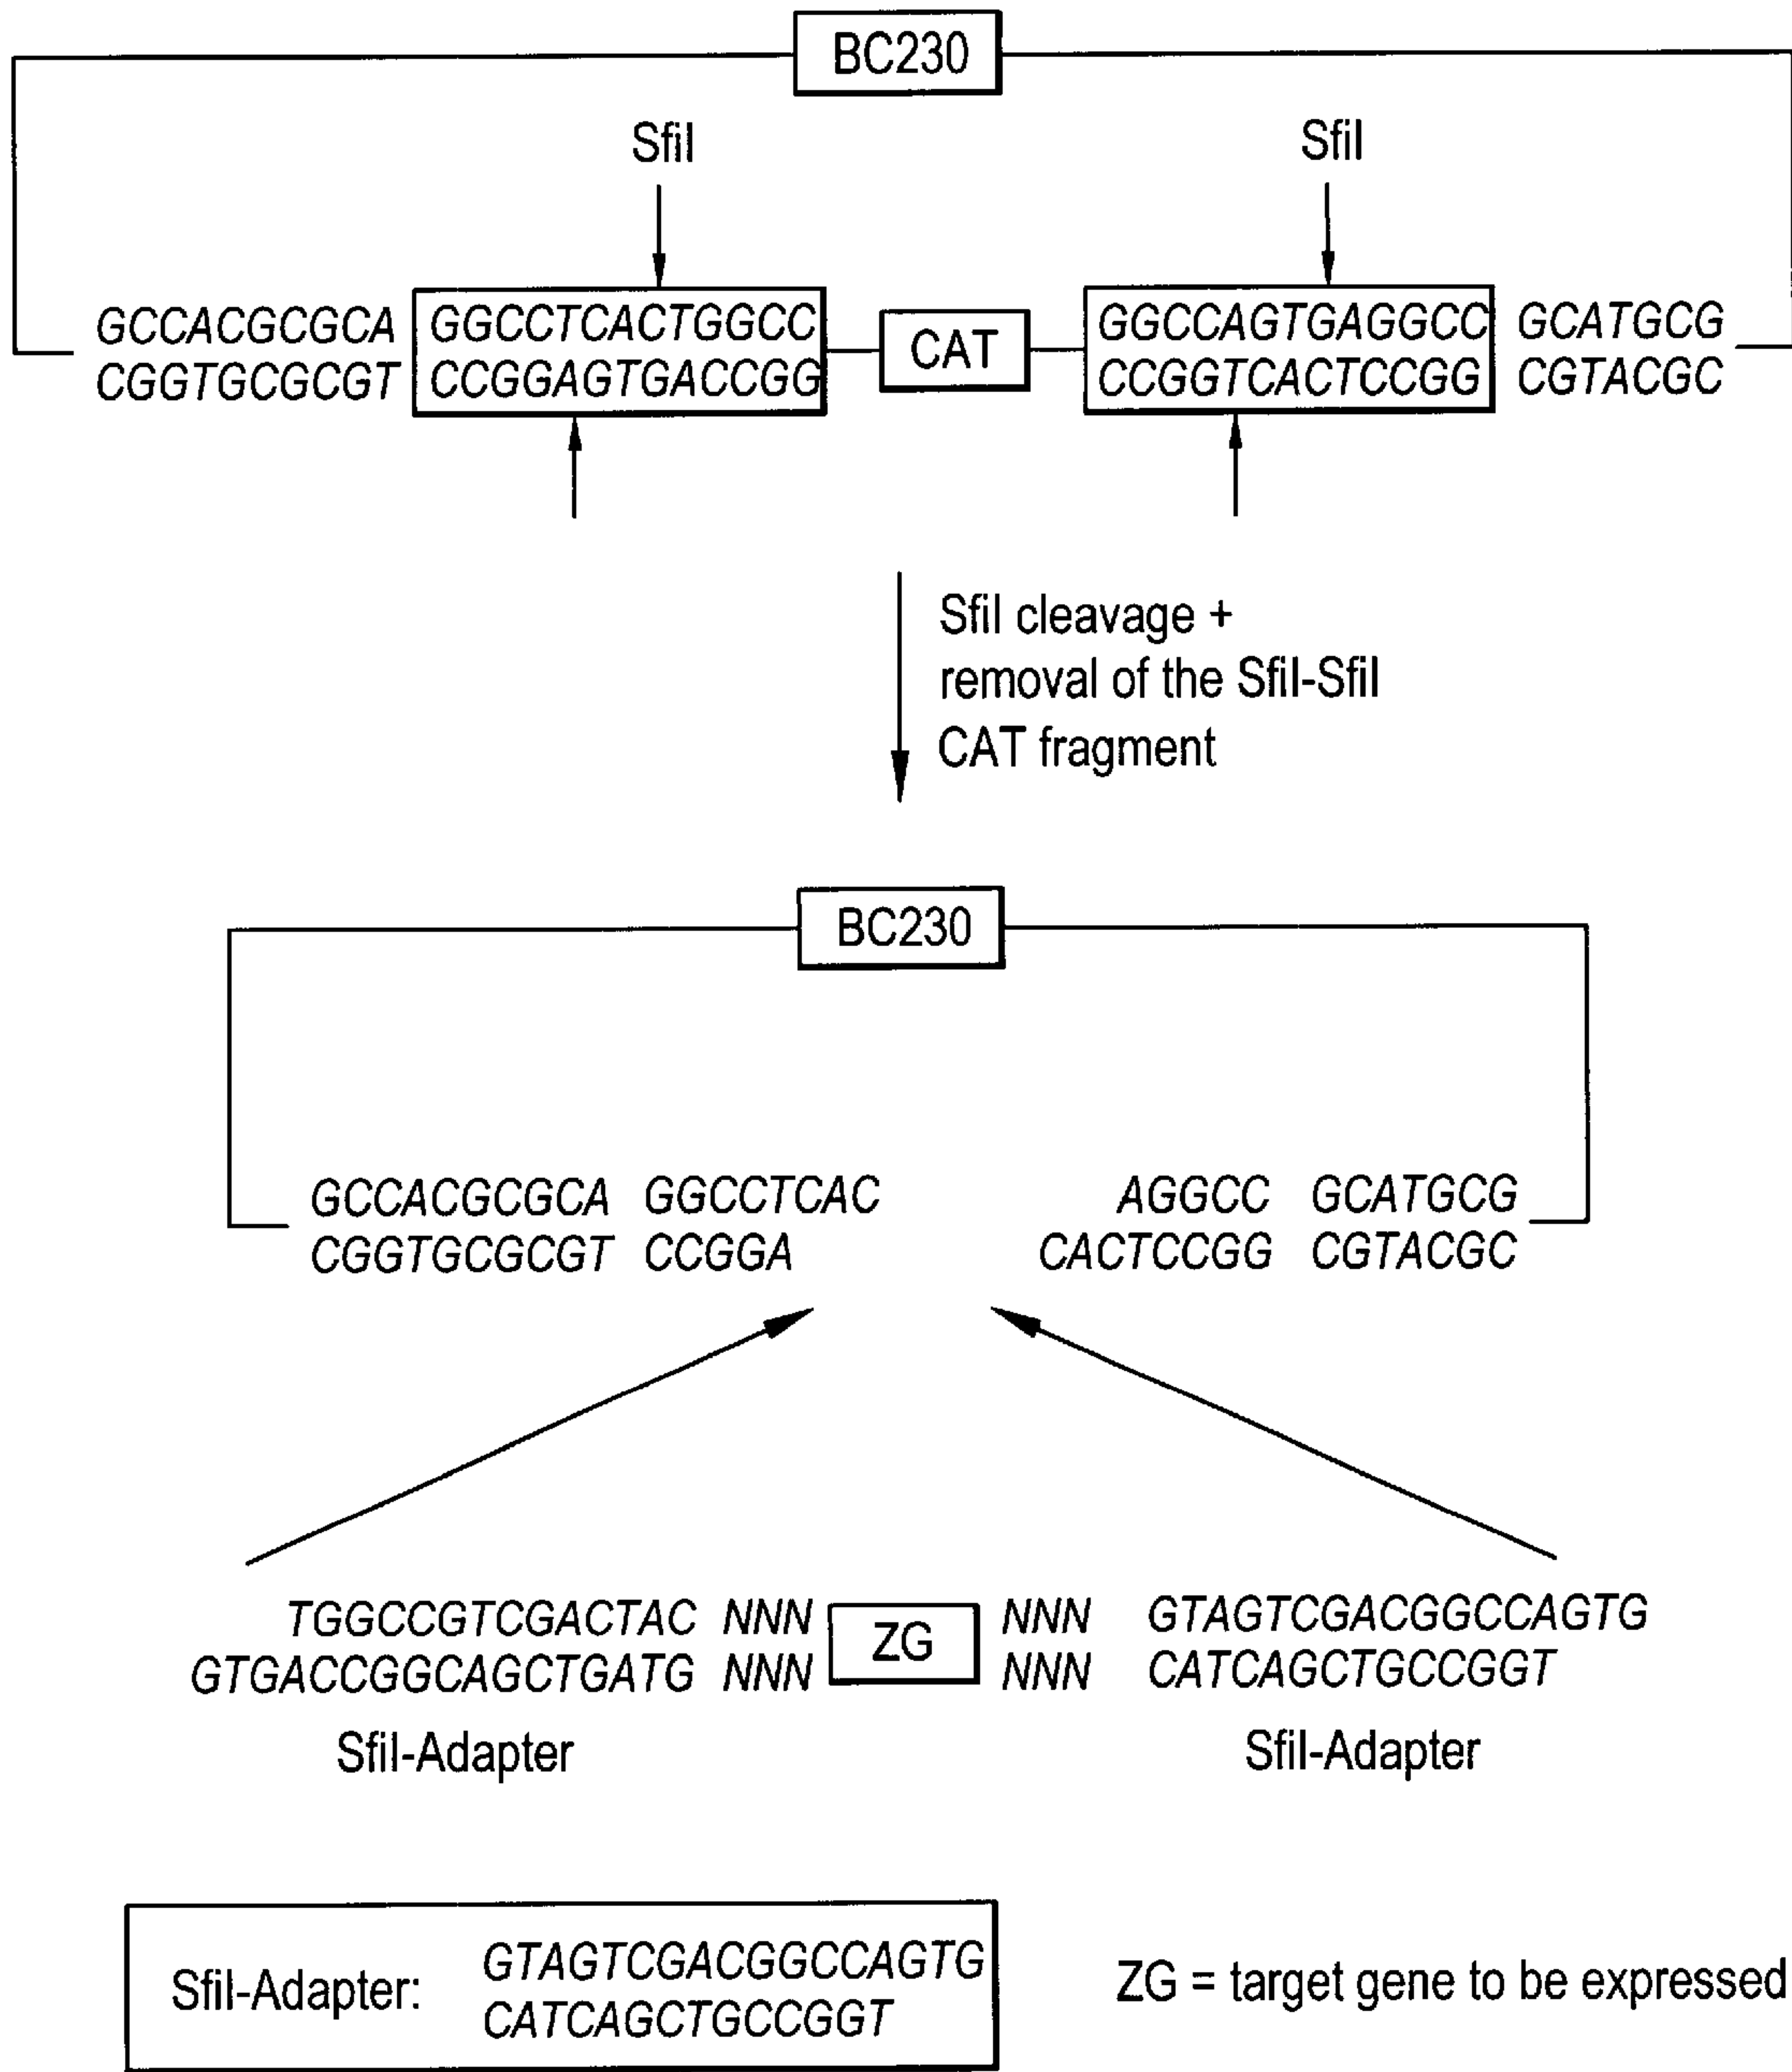 BC230
SfiI SfiI
GCCACGCGCA GGCCTCACTGGCC CAT GGCCAGTGAGGCC GCATGCG
CGGTGCGCGT CCGGAGTGACCGG CCGGTCACTCCGG CGTACGC
SfiI cleavage +
removal of the SfiI-SfiI
CAT fragment
BC230
GCCACGCGCA GGCCTCAC AGGCC GCATGCG
CGGTGCGCGT CCGGA CACTCCGG CGTACGC
TGGCCGTCGACTAC NNN ZG NNN GTAGTCGACGGCCAGTG
GTGACCGGCAGCTGATG NNN NNN CATCAGCTGCCGGT
SfiI-Adapter SfiI-Adapter
SfiI-Adapter: GTAGTCGACGGCCAGTG
CATCAGCTGCCGGT
ZG = target gene to be expressed